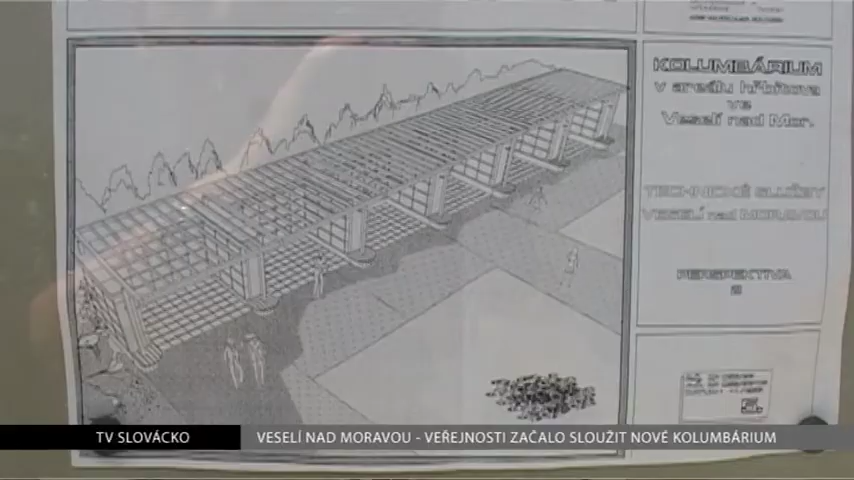 KOLUMBÁRIUM
v areálu hřbitova
ve
Veselí nad Mor.
TECHNICKÉ SLUŽBY
VESELÍ nad MORAVOU
PERSPEKTIVA
2
TV SLOVÁCKO
VESELÍ NAD MORAVOU - VEŘEJNOSTI ZAČALO SLOUŽIT NOVÉ KOLUMBÁRIUM